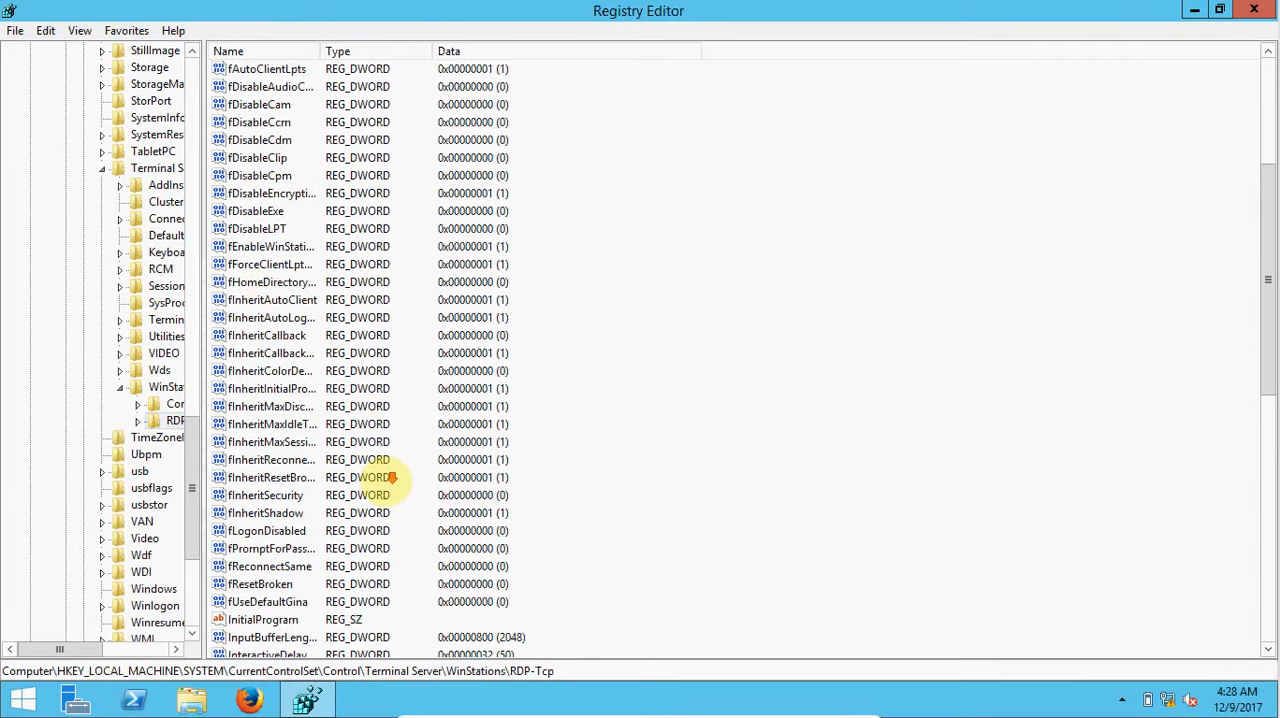 Registry Editor
File Edit View Favorites Help
StillImage
Storage
StorageMa
StorPort
SystemInfo
SystemRes
TabletPC
Terminal Se
AddIns
Cluster
Connec
Default
Keyboa
RCM
Session
SysProc
Termin
Utilities
VIDEO
Wds
WinSta
Con
RDP
TimeZoneI
Ubpm
usb
usbflags
usbstor
VAN
Video
Wdf
WDI
Windows
Winlogon
Winresume
WMI
Name Type Data
fAutoClientLpts REG_DWORD 0x00000001 (1)
fDisableAudioC... REG_DWORD 0x00000000 (0)
fDisableCam REG_DWORD 0x00000000 (0)
fDisableCcm REG_DWORD 0x00000000 (0)
fDisableCdm REG_DWORD 0x00000000 (0)
fDisableClip REG_DWORD 0x00000000 (0)
fDisableCpm REG_DWORD 0x00000000 (0)
fDisableEncrypti... REG_DWORD 0x00000001 (1)
fDisableExe REG_DWORD 0x00000000 (0)
fDisableLPT REG_DWORD 0x00000000 (0)
fEnableWinStati... REG_DWORD 0x00000001 (1)
fForceClientLpt... REG_DWORD 0x00000001 (1)
fHomeDirectory... REG_DWORD 0x00000000 (0)
fInheritAutoClient REG_DWORD 0x00000001 (1)
fInheritAutoLog... REG_DWORD 0x00000001 (1)
fInheritCallback REG_DWORD 0x00000000 (0)
fInheritCallback... REG_DWORD 0x00000001 (1)
fInheritColorDe... REG_DWORD 0x00000000 (0)
fInheritInitialPro... REG_DWORD 0x00000001 (1)
fInheritMaxDisc... REG_DWORD 0x00000001 (1)
fInheritMaxIdleT... REG_DWORD 0x00000001 (1)
fInheritMaxSessi... REG_DWORD 0x00000001 (1)
fInheritReconne... REG_DWORD 0x00000001 (1)
fInheritResetBro... REG_DWORD 0x00000001 (1)
fInheritSecurity REG_DWORD 0x00000000 (0)
fInheritShadow REG_DWORD 0x00000001 (1)
fLogonDisabled REG_DWORD 0x00000000 (0)
fPromptForPass... REG_DWORD 0x00000000 (0)
fReconnectSame REG_DWORD 0x00000000 (0)
fResetBroken REG_DWORD 0x00000000 (0)
fUseDefaultGina REG_DWORD 0x00000000 (0)
InitialProgram REG_SZ
InputBufferLeng... REG_DWORD 0x00000800 (2048)
InteractiveDelay REG_DWORD 0x00000032 (50)
Computer\HKEY_LOCAL_MACHINE\SYSTEM\CurrentControlSet\Control\Terminal Server\WinStations\RDP-Tcp
4:28 AM
12/9/2017